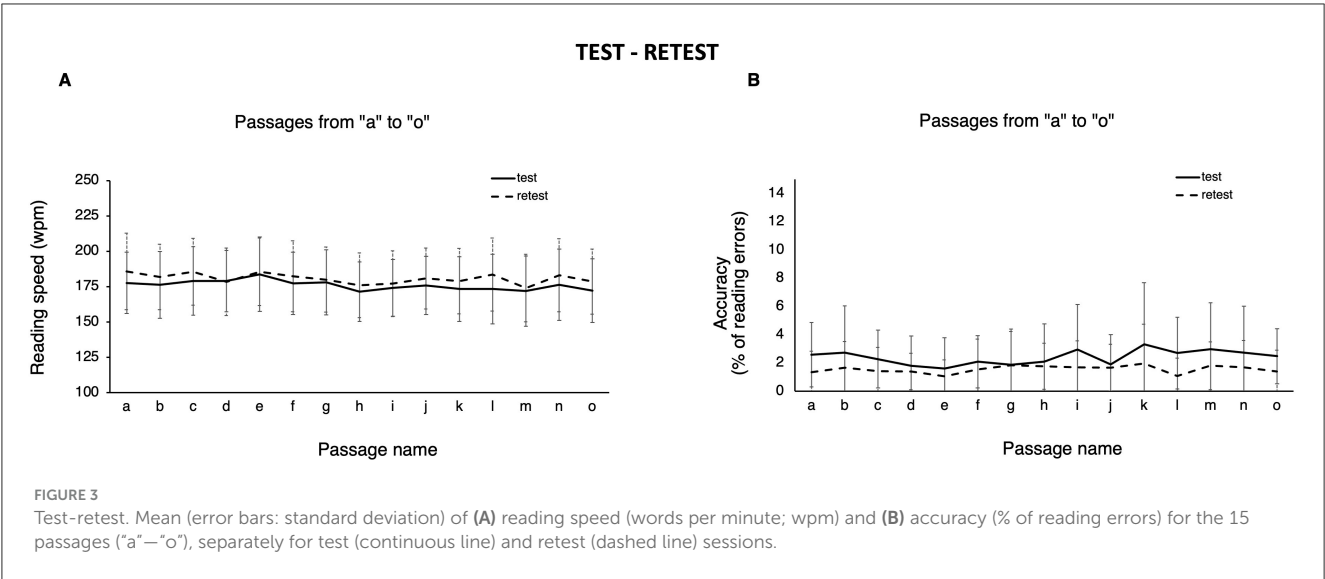 TEST - RETEST
A
Passages from "a" to "o"
test
retest
250
225
200
175
150
125
100
Reading speed (wpm)
a b c d e f g h i j k l m n o
Passage name
B
Passages from "a" to "o"
test
retest
14
12
10
8
6
4
2
0
Accuracy
(% of reading errors)
a b c d e f g h i j k l m n o
Passage name
FIGURE 3
Test-retest. Mean (error bars: standard deviation) of (A) reading speed (words per minute; wpm) and (B) accuracy (% of reading errors) for the 15
passages ("a"—"o"), separately for test (continuous line) and retest (dashed line) sessions.